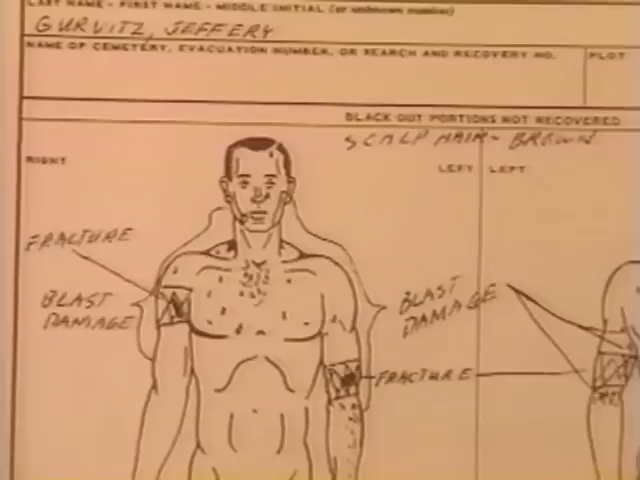 LAST NAME - FIRST NAME - MIDDLE INITIAL (or unknown number)
GURVITZ, JEFFERY
NAME OF CEMETERY, EVACUATION NUMBER, OR SEARCH AND RECOVERY NO.
PLOT
BLACK OUT PORTIONS NOT RECOVERED
SCALP HAIR - BROWN
RIGHT
LEFT
LEFT
FRACTURE
BLAST
DAMAGE
BLAST
DAMAGE
FRACTURE